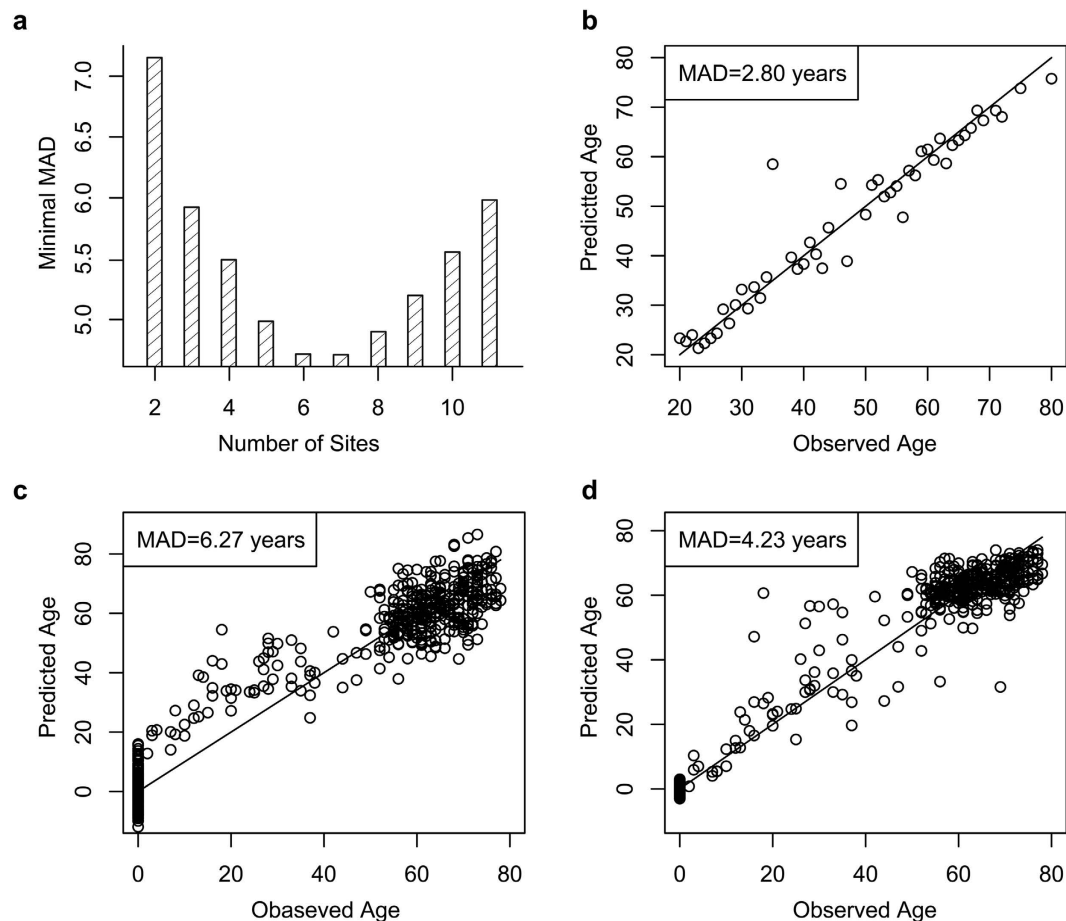 a
7.0
6.5
6.0
5.5
5.0
Minimal MAD
2 4 6 8 10
Number of Sites
b
MAD=2.80 years
80
70
60
50
40
30
20
Predictted Age
20 30 40 50 60 70 80
Observed Age
c
MAD=6.27 years
80
60
40
20
0
Predicted Age
0 20 40 60 80
Obaseved Age
d
MAD=4.23 years
80
60
40
20
0
Predicted Age
0 20 40 60 80
Observed Age